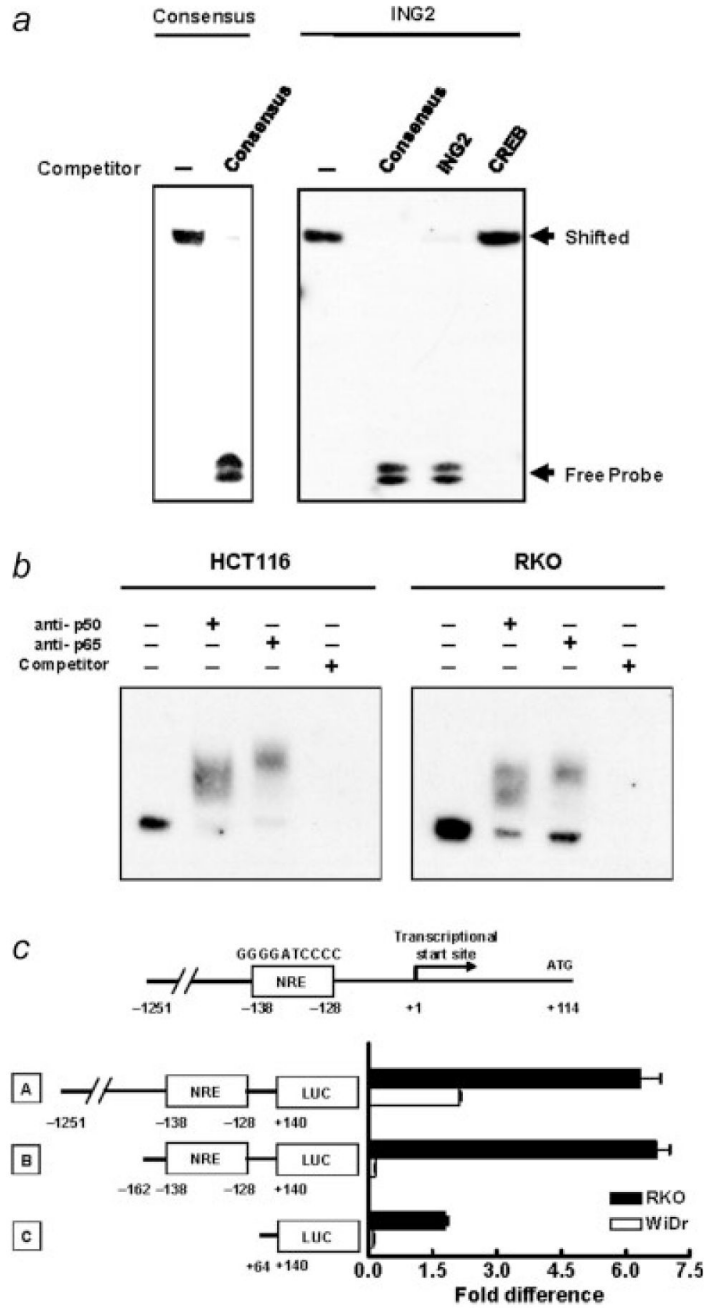 a
Consensus ING2
Competitor – Consensus – Consensus ING2 CREB
Shifted
Free Probe
b
HCT116 RKO
anti- p50 – + – – – + – –
anti- p65 – – + – – – + –
Competitor – – – + – – – +
c
GGGGATCCCC
Transcriptional
start site
ATG
NRE
–1251 –138 –128 +1 +114
A NRE LUC
–1251 –138 –128 +140
B NRE LUC
–162 –138 –128 +140
RKO
WiDr
C LUC
+64 +140
0.0 1.5 3.0 4.5 6.0 7.5
Fold difference